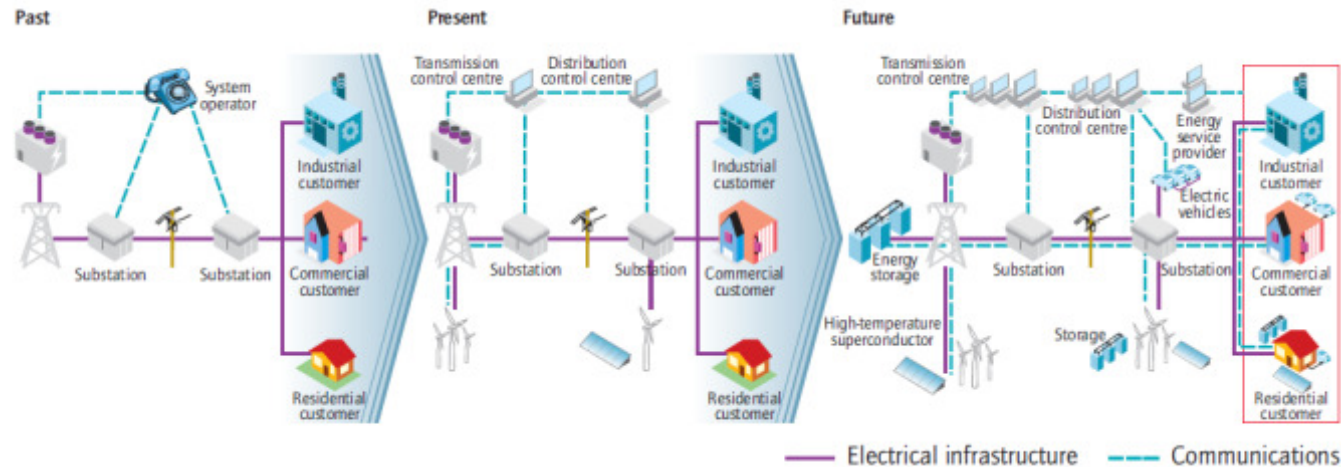 Past
System
operator
Industrial
customer
Substation
Substation
Commercial
customer
Residential
customer
Present
Transmission
control centre
Distribution
control centre
Industrial
customer
Substation
Substation
Commercial
customer
Residential
customer
Future
Transmission
control centre
Distribution
control centre
Energy
service
provider
Industrial
customer
Electric
vehicles
Energy
storage
Substation
Substation
Commercial
customer
High-temperature
superconductor
Storage
Residential
customer
Electrical infrastructure
Communications